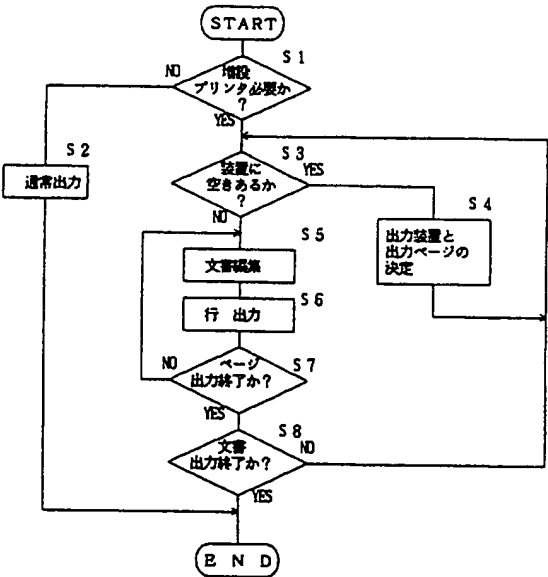 START
S 1
NO
増設
プリンタ必要か
?
YES
S 2
通常出力
S 3
装置に
空きあるか
?
YES
NO
S 4
出力装置と
出力ページの
決定
S 5
文書編集
S 6
行 出力
S 7
ページ
出力終了か?
NO
YES
S 8
文書
出力終了か?
NO
YES
E N D